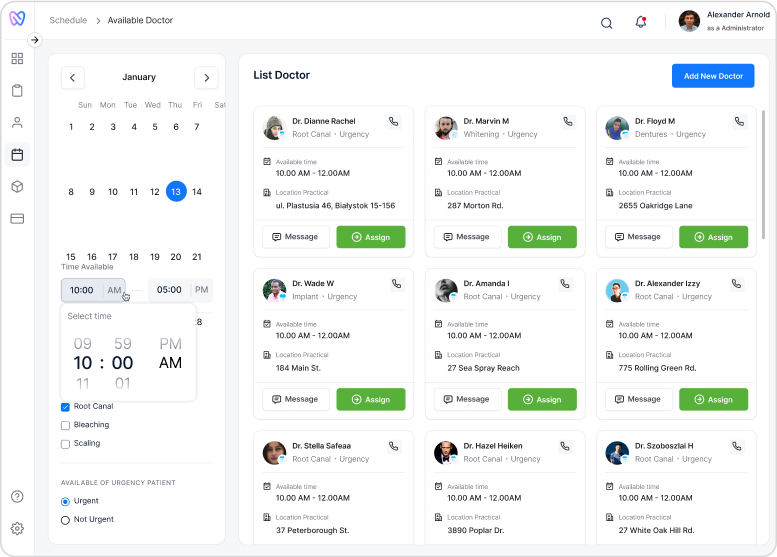 Schedule > Available Doctor
Alexander Arnold
as a Administrator
January
Sun Mon Tue Wed Thu Fri Sat
1 2 3 4 5 6 7
8 9 10 11 12 13 14
15 16 17 18 19 20 21
Time Available
10:00 AM — 05:00 PM
Select time
09 59 PM
10 : 00 AM
11 01
Root Canal
Bleaching
Scaling
AVAILABLE OF URGENCY PATIENT
Urgent
Not Urgent
List Doctor
Add New Doctor
Dr. Dianne Rachel
Root Canal · Urgency
Available time
10.00 AM - 12.00AM
Location Practical
ul. Plastusia 46, Białystok 15-156
Message
Assign
Dr. Marvin M
Whitening · Urgency
Available time
10.00 AM - 12.00AM
Location Practical
287 Morton Rd.
Message
Assign
Dr. Floyd M
Dentures · Urgency
Available time
10.00 AM - 12.00AM
Location Practical
2655 Oakridge Lane
Message
Assign
Dr. Wade W
Implant · Urgency
Available time
10.00 AM - 12.00AM
Location Practical
184 Main St.
Message
Assign
Dr. Amanda I
Root Canal · Urgency
Available time
10.00 AM - 12.00AM
Location Practical
27 Sea Spray Reach
Message
Assign
Dr. Alexander Izzy
Root Canal · Urgency
Available time
10.00 AM - 12.00AM
Location Practical
775 Rolling Green Rd.
Message
Assign
Dr. Stella Safeaa
Root Canal · Urgency
Available time
10.00 AM - 12.00AM
Location Practical
37 Peterborough St.
Dr. Hazel Heiken
Root Canal · Urgency
Available time
10.00 AM - 12.00AM
Location Practical
3890 Poplar Dr.
Dr. Szoboszlai H
Root Canal · Urgency
Available time
10.00 AM - 12.00AM
Location Practical
27 White Oak Hill Rd.